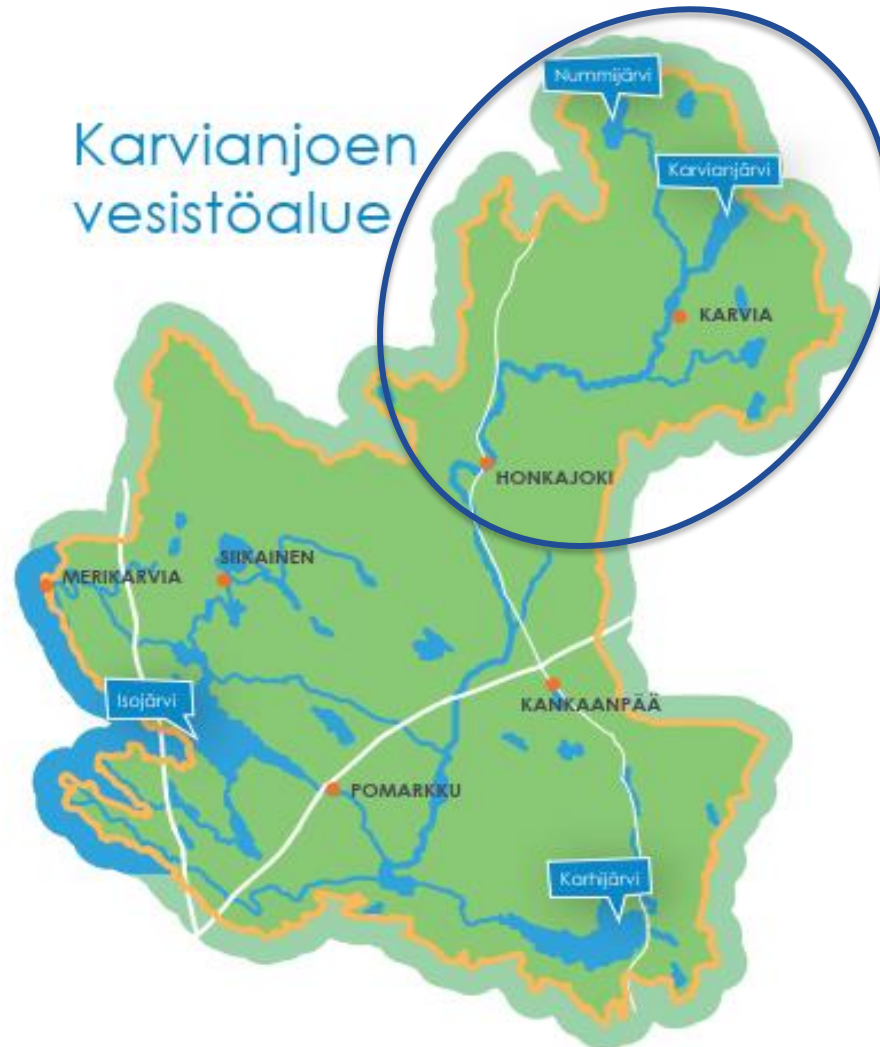 Karvianjoen
vesistöalue
Nummijärvi
Karvianjärvi
KARVIA
HONKAJOKI
SIIKAINEN
MERIKARVIA
Isojärvi
KANKAANPÄÄ
POMARKKU
Karhijärvi